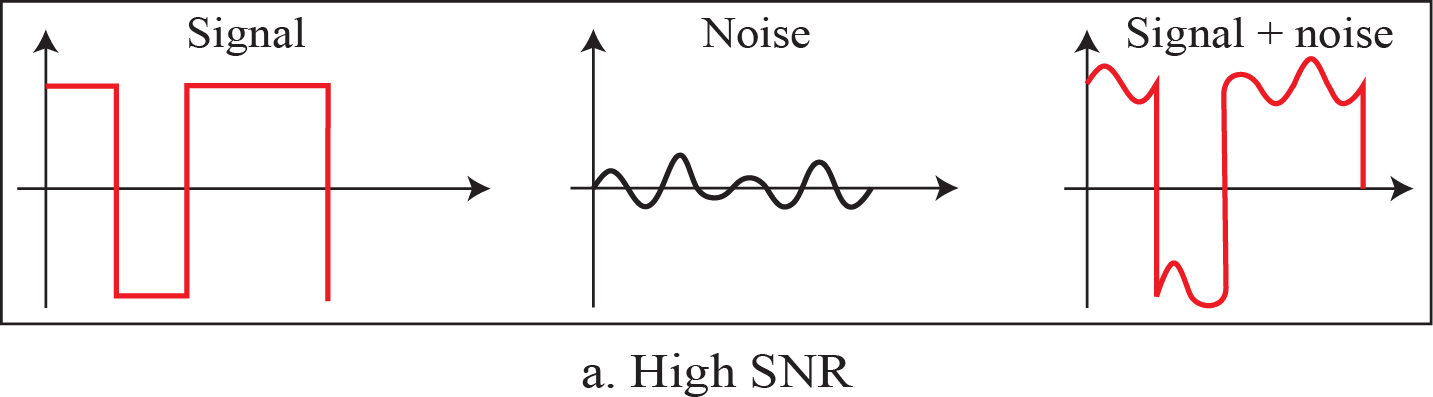 Signal
Noise
Signal + noise
a. High SNR